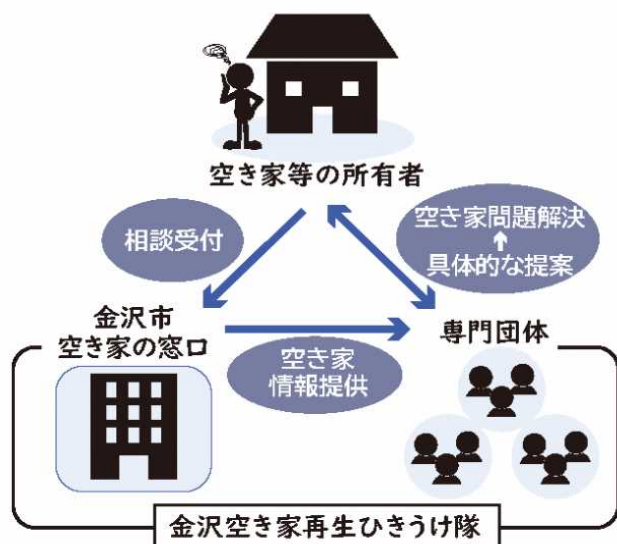 空き家等の所有者
相談受付
空き家問題解決
具体的な提案
金沢市
空き家の窓口
専門団体
空き家
情報提供
金沢空き家再生ひきうけ隊